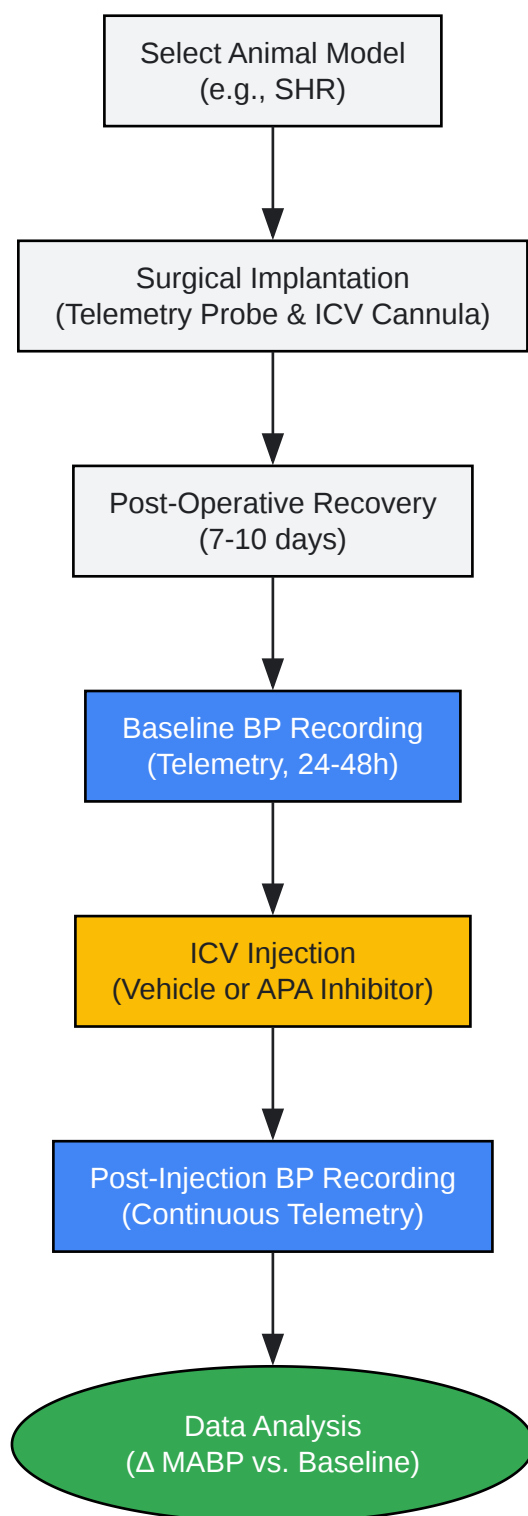 Select Animal Model
(e.g., SHR)
Surgical Implantation
(Telemetry Probe & ICV Cannula)
Post-Operative Recovery
(7-10 days)
Baseline BP Recording
(Telemetry, 24-48h)
ICV Injection
(Vehicle or APA Inhibitor)
Post-Injection BP Recording
(Continuous Telemetry)
Data Analysis
(Δ MABP vs. Baseline)